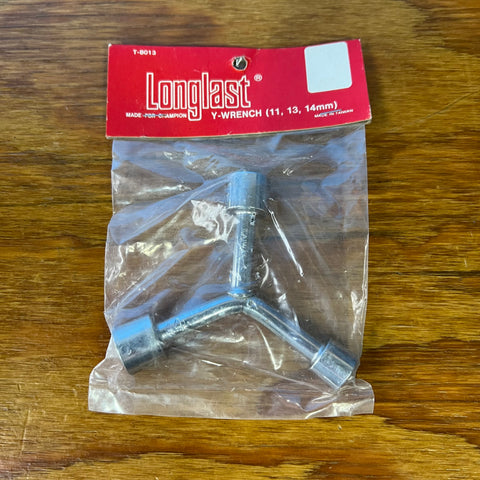 T-8013
Longlast®
MADE-FOR-CHAMPION
Y-WRENCH (11, 13, 14mm)
MADE IN TAIWAN